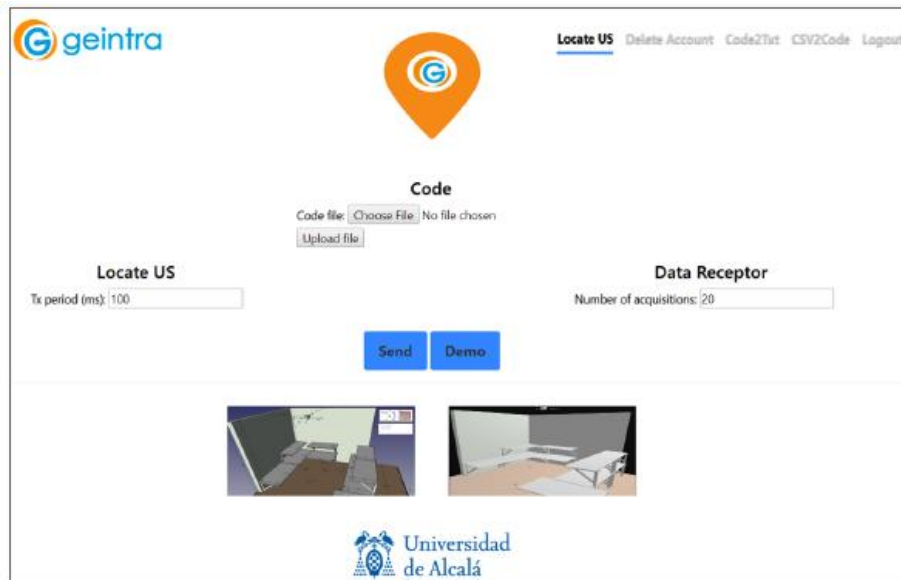 geintra
Locate US Delete Account Code2Txt CSV2Code Logout
G
Code
Code file: Choose File No file chosen
Upload file
Locate US
Data Receptor
Tx period (ms): 100
Number of acquisitions: 20
Send Demo
Universidad
de Alcalá